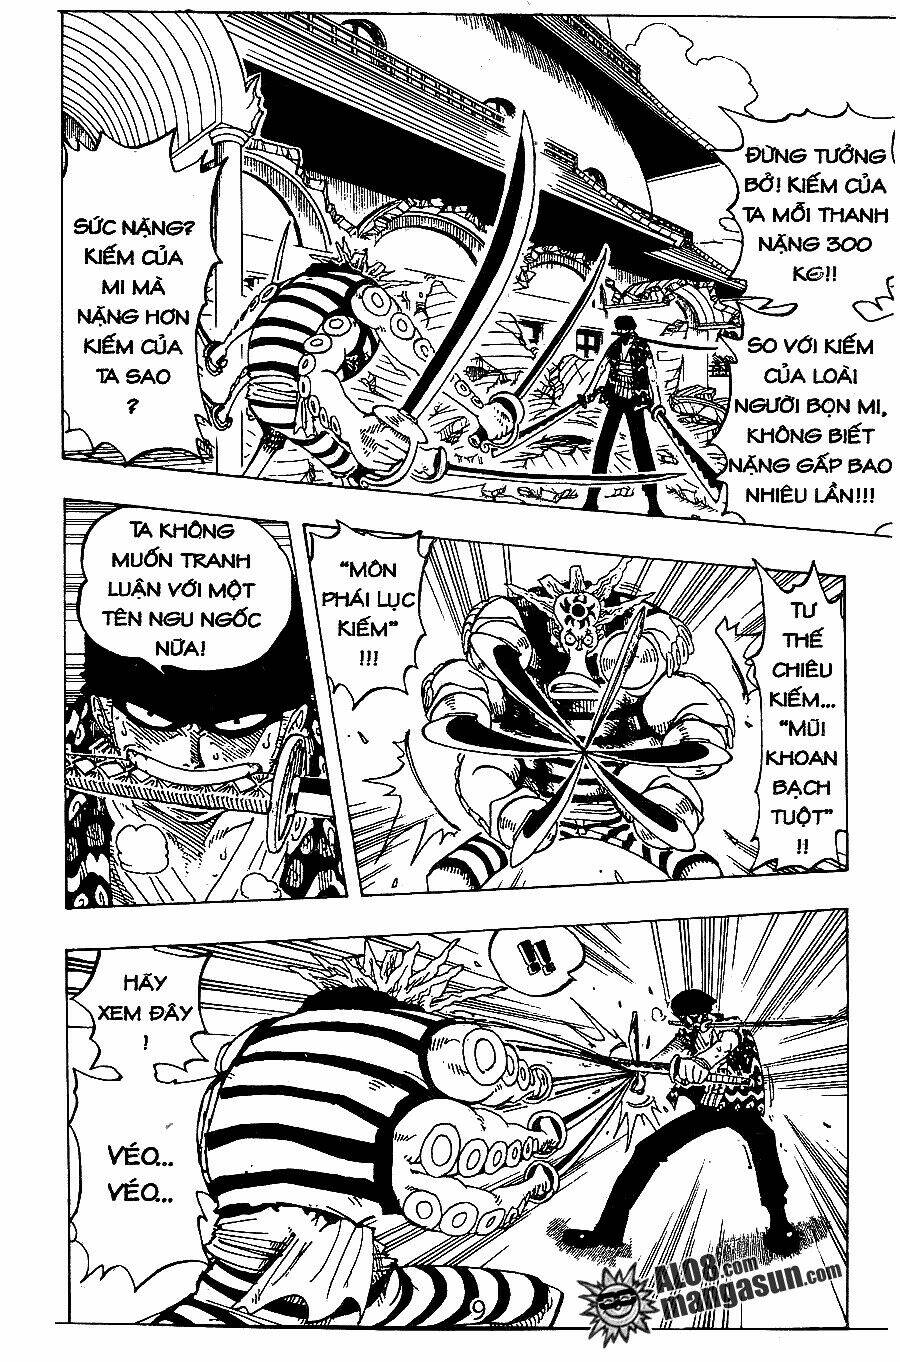 ĐỪNG TƯỞNG
BỞ! KIẾM CỦA
TA MỖI THANH
NẶNG 300
KG!!
SO VỚI KIẾM
CỦA LOÀI
NGƯỜI BỌN MI,
KHÔNG BIẾT
NẶNG GẤP BAO
NHIÊU LẦN!!!
SỨC NẶNG?
KIẾM CỦA
MI MÀ
NẶNG HƠN
KIẾM CỦA
TA SAO
?
TA KHÔNG
MUỐN TRANH
LUẬN VỚI MỘT
TÊN NGU NGỐC
NỮA!
"MÔN
PHÁI LỤC
KIẾM"
!!!
TƯ
THẾ
CHIÊU
KIẾM...
"MŨI
KHOAN
BẠCH
TUỘT"
!!
!!
HÃY
XEM ĐÂY
!
VÉO...
VÉO...
9
A108.com
mangasun.com